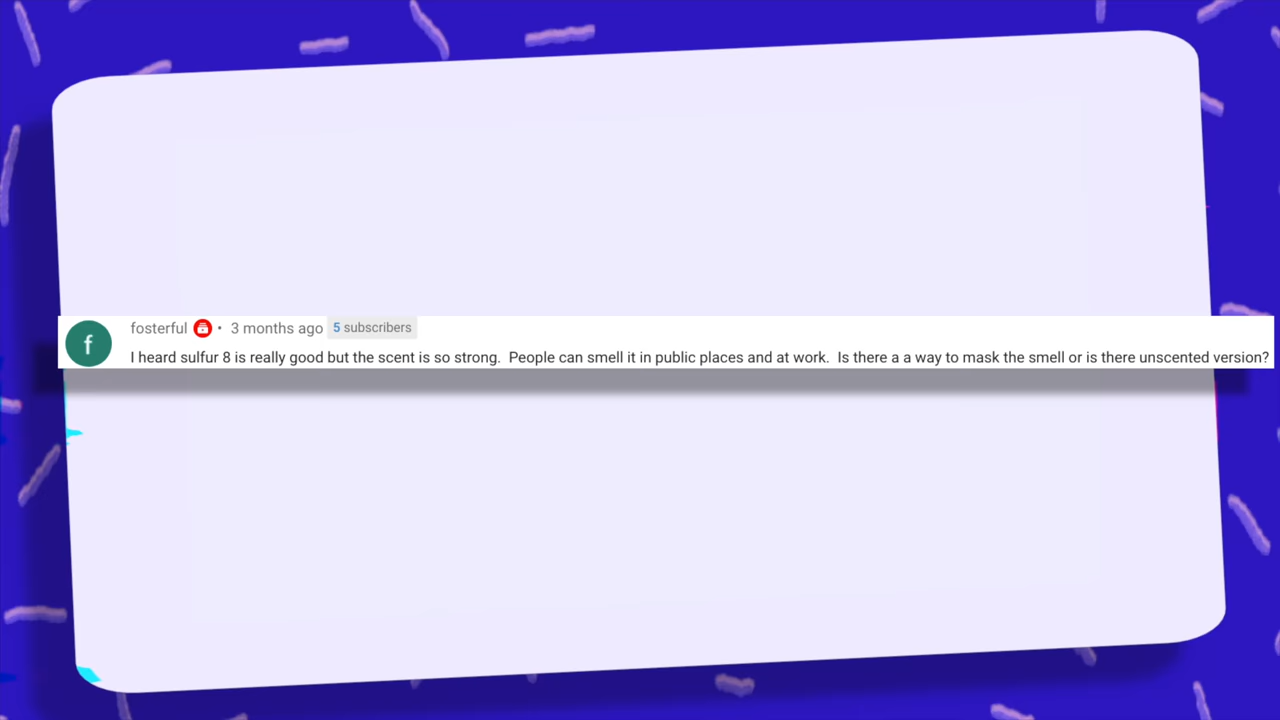 f
fosterful • 3 months ago 5 subscribers
I heard sulfur 8 is really good but the scent is so strong.  People can smell it in public places and at work.  Is there a a way to mask the smell or is there unscented version?